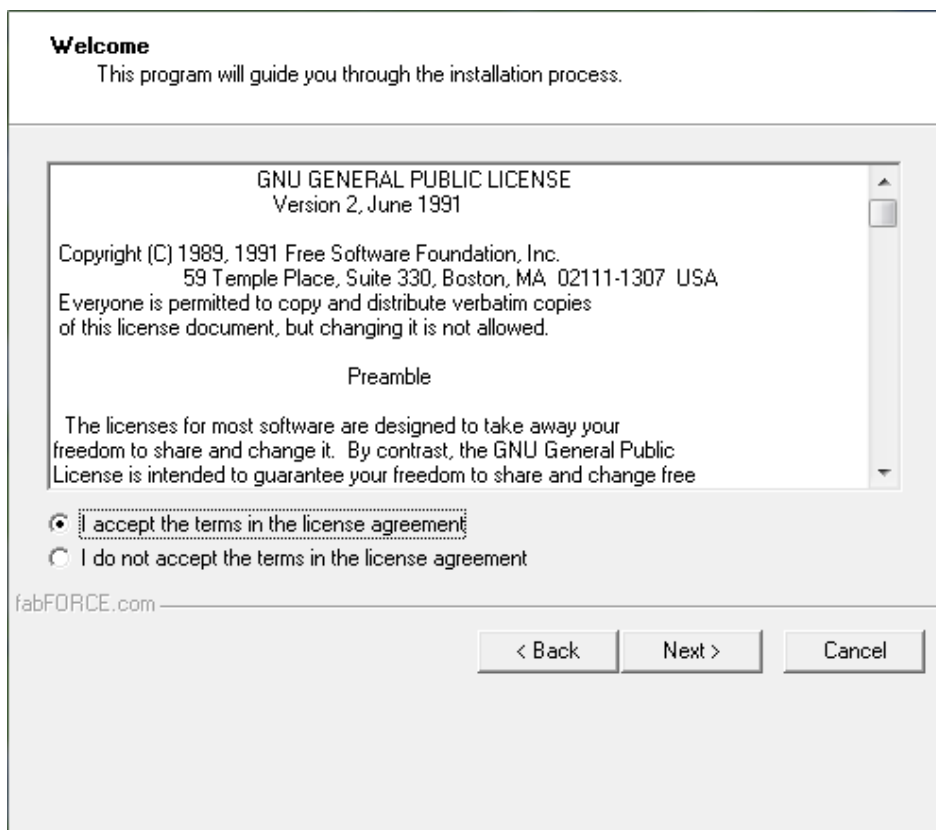 Welcome
This program will guide you through the installation process.
GNU GENERAL PUBLIC LICENSE
Version 2, June 1991
Copyright (C) 1989, 1991 Free Software Foundation, Inc.
59 Temple Place, Suite 330, Boston, MA  02111-1307  USA
Everyone is permitted to copy and distribute verbatim copies
of this license document, but changing it is not allowed.
Preamble
The licenses for most software are designed to take away your
freedom to share and change it.  By contrast, the GNU General Public
License is intended to guarantee your freedom to share and change free
I accept the terms in the license agreement
I do not accept the terms in the license agreement
fabFORCE.com
< Back Next > Cancel